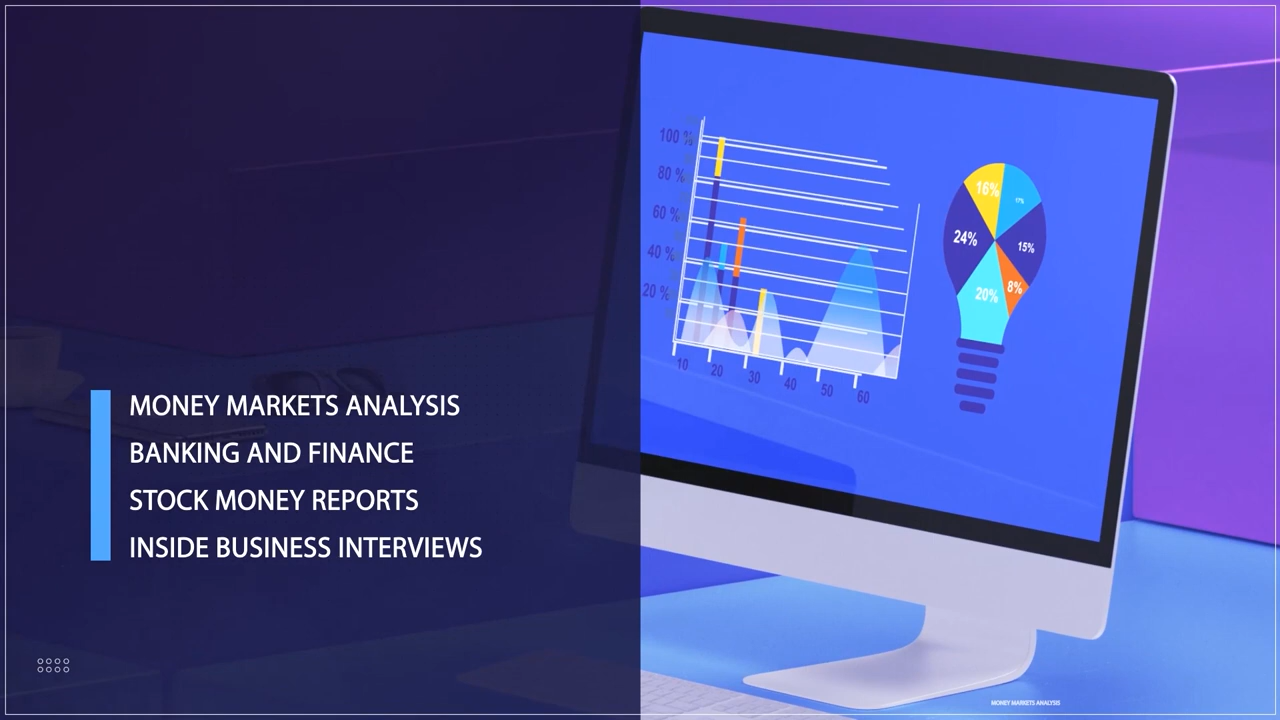 MONEY MARKETS ANALYSIS
BANKING AND FINANCE
STOCK MONEY REPORTS
INSIDE BUSINESS INTERVIEWS
100 %
80 %
60 %
40 %
20 %
10 20 30 40 50 60
16%
17%
24%
15%
20%
8%
MONEY MARKETS ANALYSIS